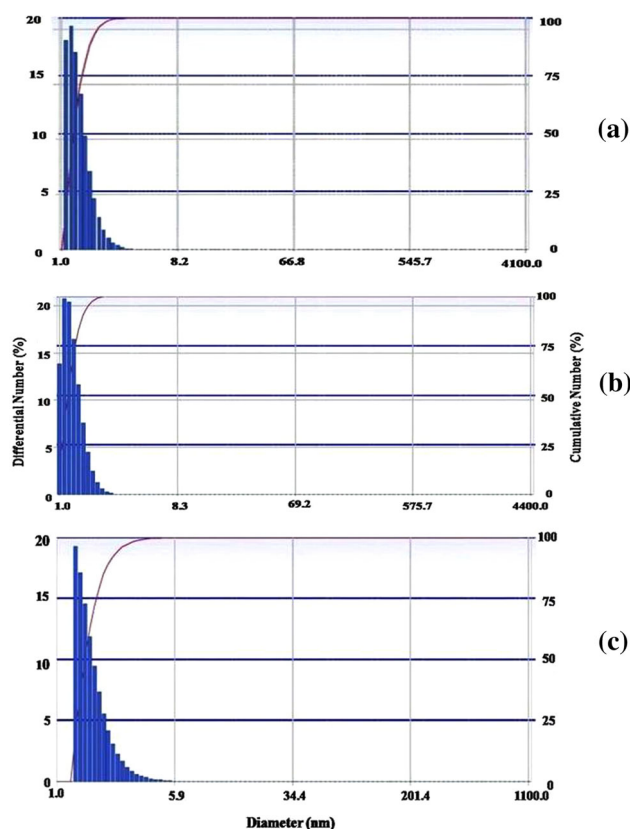 20 100
15 75
(a)
10 50
5 25
0 0
1.0 8.2 66.8 545.7 4100.0
20 100
15 75
(b)
10 50
5 25
0 0
1.0 8.3 69.2 575.7 4400.0
Differential Number (%)
Cumulative Number (%)
20 100
15 75
(c)
10 50
5 25
0 0
1.0 5.9 34.4 201.4 1100.0
Diameter (nm)